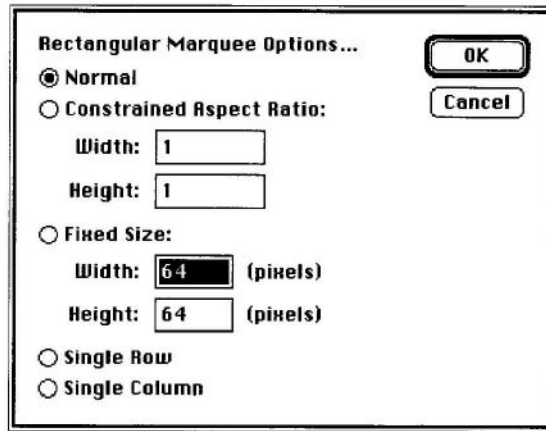 Rectangular Marquee Options...
OK
Normal
Cancel
Constrained Aspect Ratio:
Width: 1
Height: 1
Fixed Size:
Width: 64 (pixels)
Height: 64 (pixels)
Single Row
Single Column